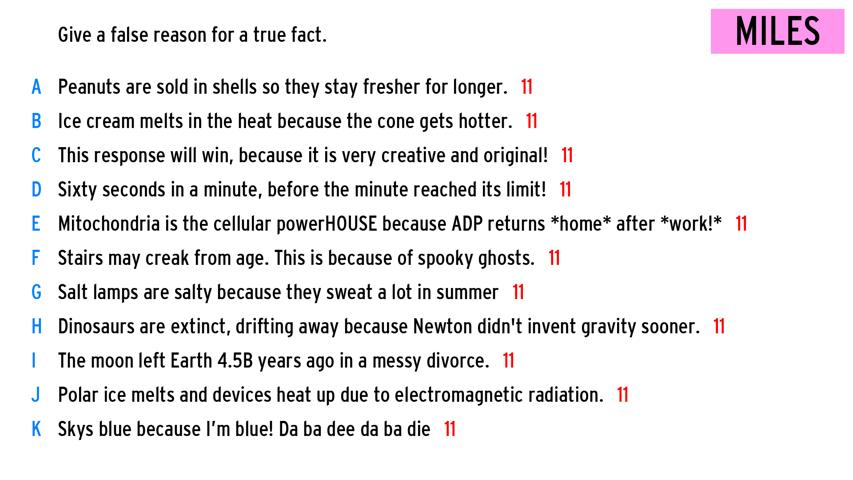 Give a false reason for a true fact.
MILES
A Peanuts are sold in shells so they stay fresher for longer. 11
B Ice cream melts in the heat because the cone gets hotter. 11
C This response will win, because it is very creative and original! 11
D Sixty seconds in a minute, before the minute reached its limit! 11
E Mitochondria is the cellular powerHOUSE because ADP returns *home* after *work!* 11
F Stairs may creak from age. This is because of spooky ghosts. 11
G Salt lamps are salty because they sweat a lot in summer 11
H Dinosaurs are extinct, drifting away because Newton didn't invent gravity sooner. 11
I The moon left Earth 4.5B years ago in a messy divorce. 11
J Polar ice melts and devices heat up due to electromagnetic radiation. 11
K Skys blue because I’m blue! Da ba dee da ba die 11